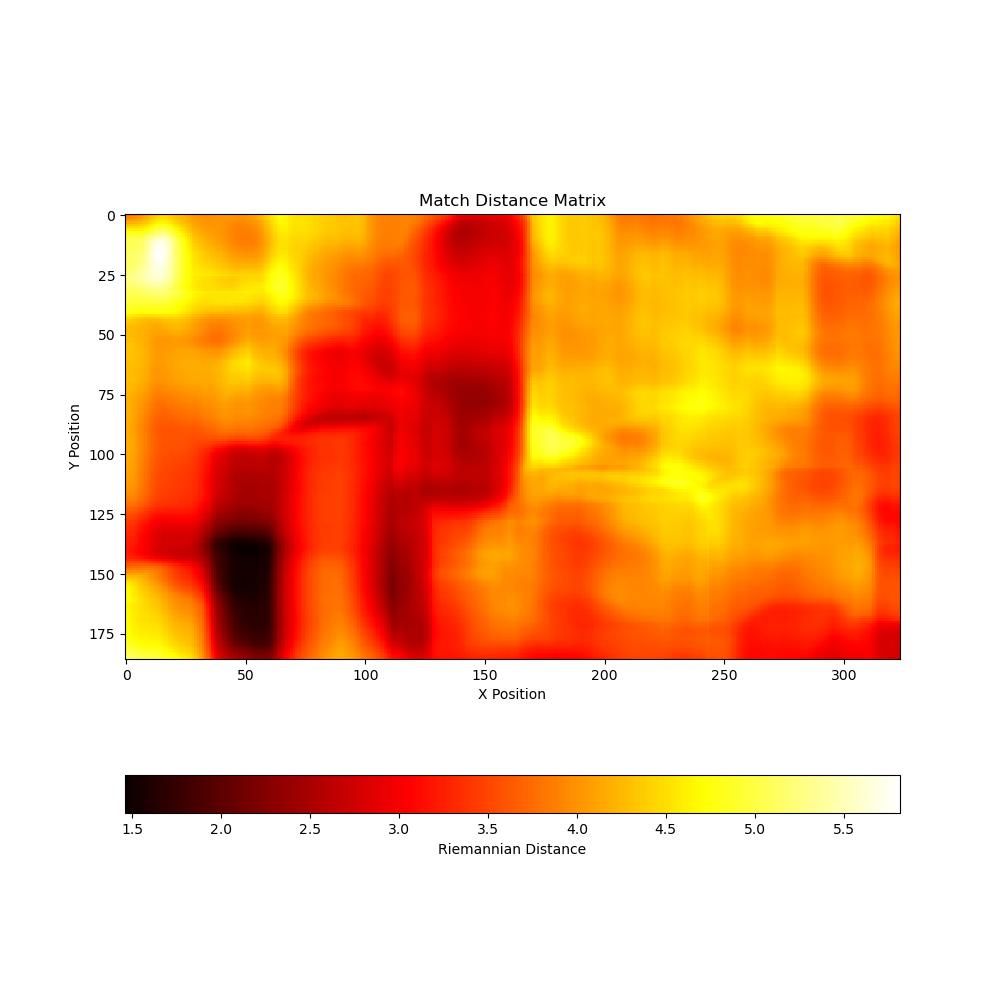 Match Distance Matrix
0
25
50
75
100
125
150
175
Y Position
0 50 100 150 200 250 300
X Position
1.5 2.0 2.5 3.0 3.5 4.0 4.5 5.0 5.5
Riemannian Distance